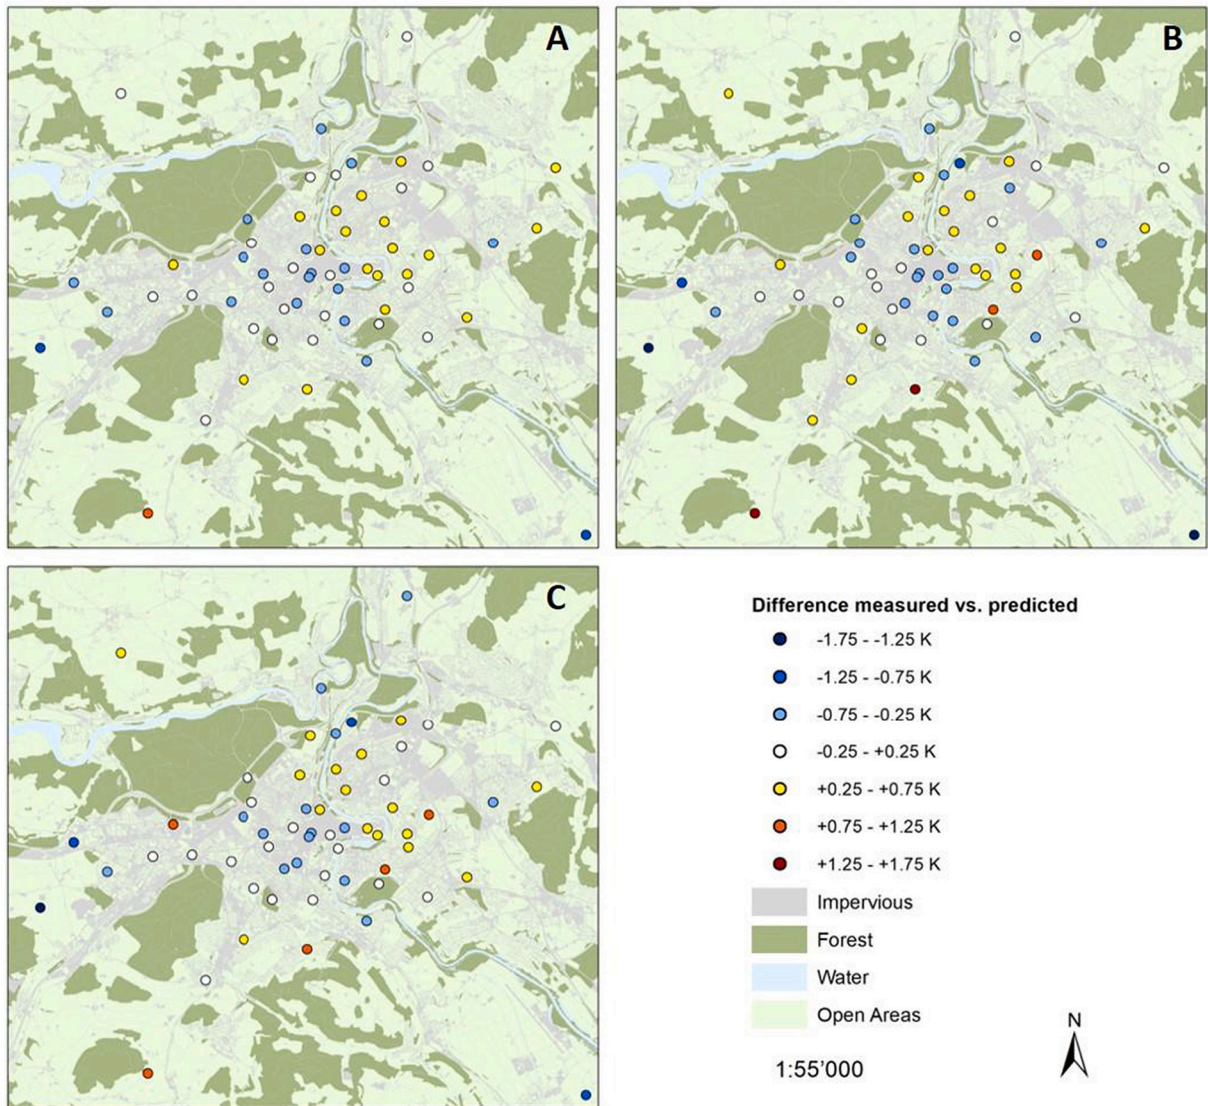 A
B
C
Difference measured vs. predicted
-1.75 - -1.25 K
-1.25 - -0.75 K
-0.75 - -0.25 K
-0.25 - +0.25 K
+0.25 - +0.75 K
+0.75 - +1.25 K
+1.25 - +1.75 K
Impervious
Forest
Water
Open Areas
N
1:55'000